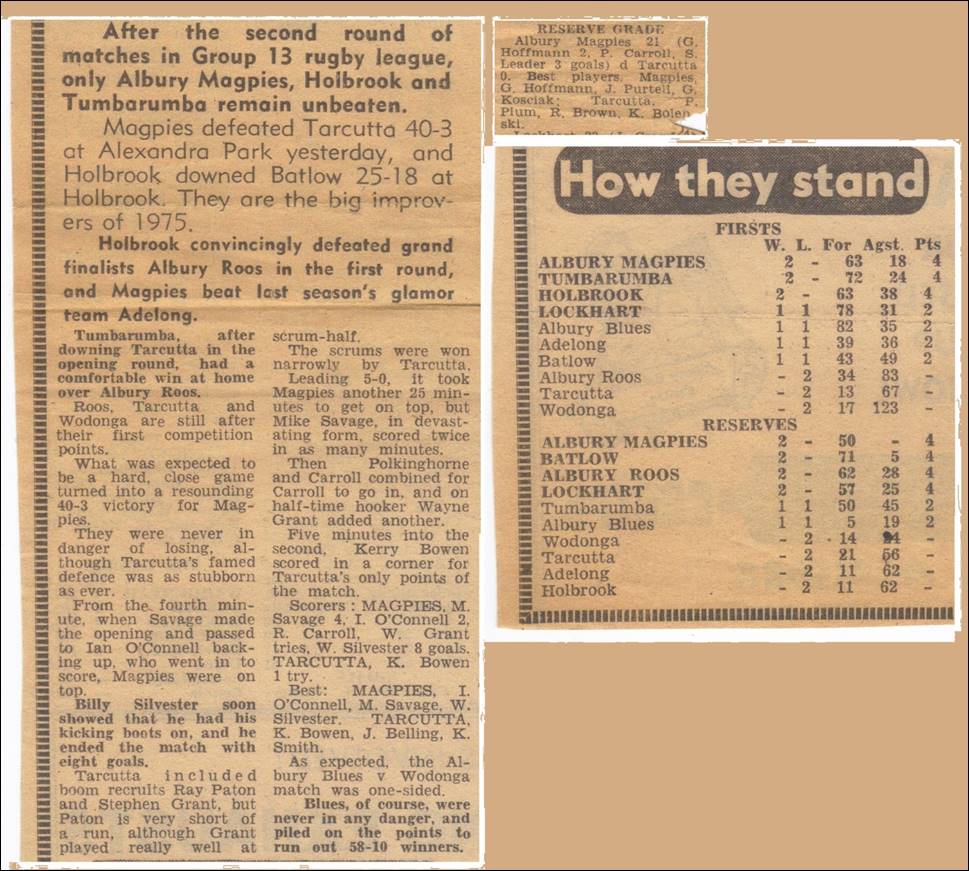 After the second round of
matches in Group 13 rugby league,
only Albury Magpies, Holbrook and
Tumbarumba remain unbeaten.
Magpies defeated Tarcutta 40-3
at Alexandra Park yesterday, and
Holbrook downed Batlow 25-18 at
Holbrook. They are the big improv-
ers of 1975.
Holbrook convincingly defeated grand
finalists Albury Roos in the first round,
and Magpies beat last season's glamor
team Adelong.
Tumbarumba, after
downing Tarcutta in the
opening round, had a
comfortable win at home
over Albury Roos.
Roos, Tarcutta and
Wodonga are still after
their first competition
points.
What was expected to
be a hard, close game
turned into a resounding
40-3 victory for Mag-
pies.
They were never in
danger of losing, al-
though Tarcutta's famed
defence was as stubborn
as ever.
From the fourth min-
ute, when Savage made
the opening and passed
to Ian O'Connell back-
ing up, who went in to
score, Magpies were on
top.
Billy Silvester soon
showed that he had his
kicking boots on, and he
ended the match with
eight goals.
Tarcutta included
boom recruits Ray Paton
and Stephen Grant, but
Paton is very short of
a run, although Grant
played really well at
scrum-half.
The scrums were won
narrowly by Tarcutta.
Leading 5-0, it took
Magpies another 25 min-
utes to get on top, but
Mike Savage, in devast-
ating form, scored twice
in as many minutes.
Then Polkinghorne
and Carroll combined for
Carroll to go in, and on
half-time hooker Wayne
Grant added another.
Five minutes into the
second, Kerry Bowen
scored in a corner for
Tarcutta's only points of
the match.
Scorers : MAGPIES, M.
Savage 4, I. O'Connell 2,
R. Carroll, W. Grant
tries, W. Silvester 8 goals.
TARCUTTA, K. Bowen
1 try.
Best: MAGPIES, I.
O'Connell, M. Savage, W.
Silvester. TARCUTTA,
K. Bowen, J. Belling, K.
Smith.
As expected, the Al-
bury Blues v Wodonga
match was one-sided.
Blues, of course, were
never in any danger, and
piled on the points to
run out 58-10 winners.
RESERVE GRADE
Albury Magpies 21 (G.
Hoffmann 2, P. Carroll, S.
Leader 3 goals) d Tarcutta
0. Best players. Magpies,
G. Hoffmann, J. Purtell, G.
Kosciak; Tarcutta, P.
Plum, R. Brown, K. Bolen
ski.
How they stand
FIRSTS
W. L. For Agst. Pts
ALBURY MAGPIES 2 - 63 18 4
TUMBARUMBA 2 - 72 24 4
HOLBROOK 2 - 63 38 4
LOCKHART 1 1 78 31 2
Albury Blues 1 1 82 35 2
Adelong 1 1 39 36 2
Batlow 1 1 43 49 2
Albury Roos - 2 34 83 -
Tarcutta - 2 13 67 -
Wodonga - 2 17 123 -
RESERVES
ALBURY MAGPIES 2 - 50 - 4
BATLOW 2 - 71 5 4
ALBURY ROOS 2 - 62 28 4
LOCKHART 2 - 57 25 4
Tumbarumba 1 1 50 45 2
Albury Blues 1 1 5 19 2
Wodonga - 2 14 -
Tarcutta - 2 21 56 -
Adelong - 2 11 62 -
Holbrook - 2 11 62 -